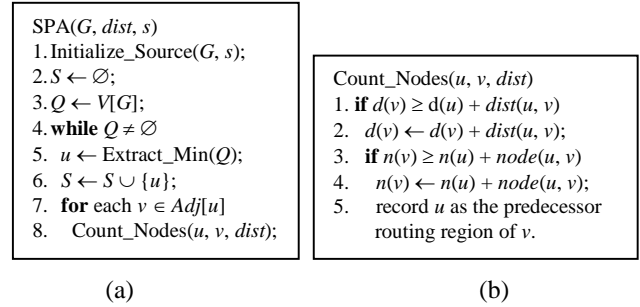 SPA(G, dist, s)
1. Initialize_Source(G, s);
2. S ← ∅;
3. Q ← V[G];
4. while Q ≠ ∅
5. u ← Extract_Min(Q);
6. S ← S ∪ {u};
7. for each v ∈ Adj[u]
8. Count_Nodes(u, v, dist);
(a)
Count_Nodes(u, v, dist)
1. if d(v) ≥ d(u) + dist(u, v)
2. d(v) ← d(v) + dist(u, v);
3. if n(v) ≥ n(u) + node(u, v)
4. n(v) ← n(u) + node(u, v);
5. record u as the predecessor
routing region of v.
(b)